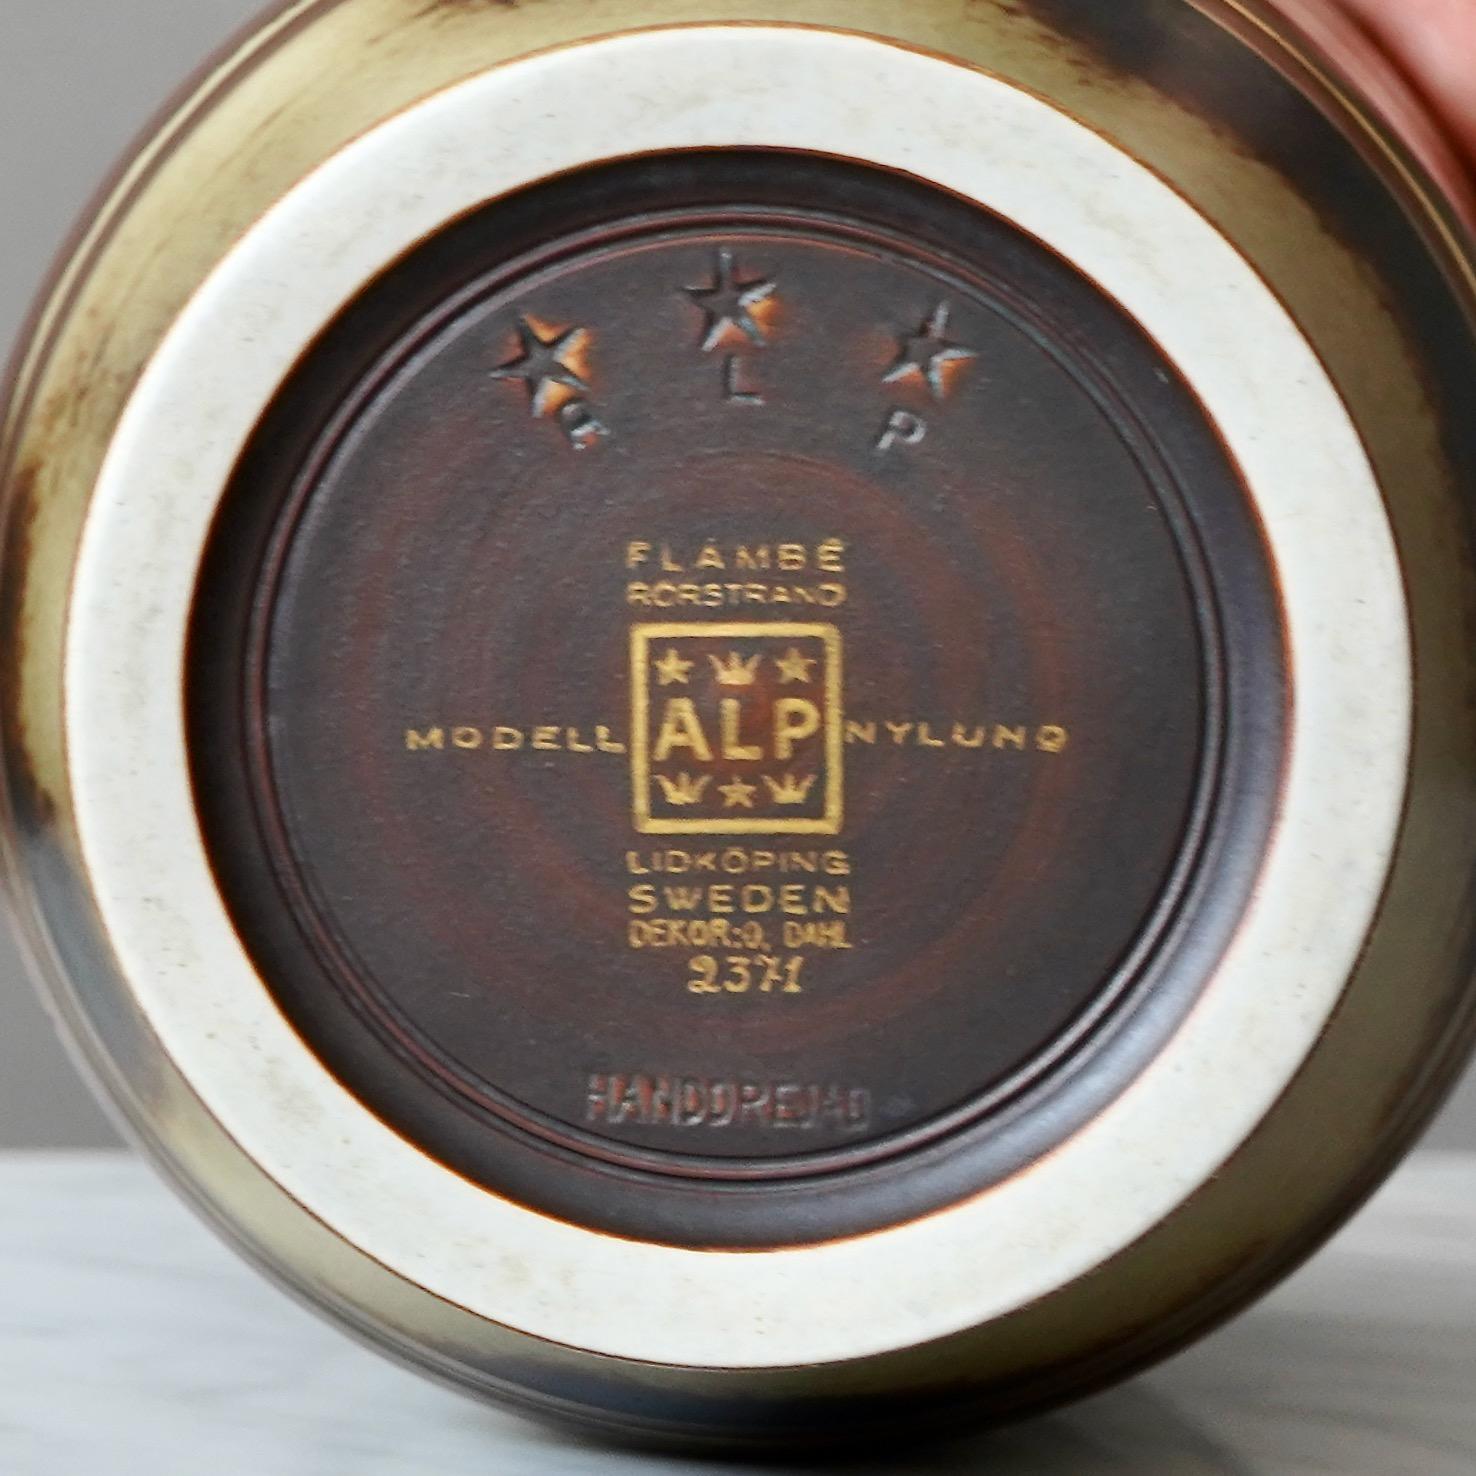 A L P
FLAMBÉ
RÖRSTRAND
MODELL ALP NYLUND
LIDKÖPING
SWEDEN
DEKOR: O. DAHL
2371
HANDDREJAD